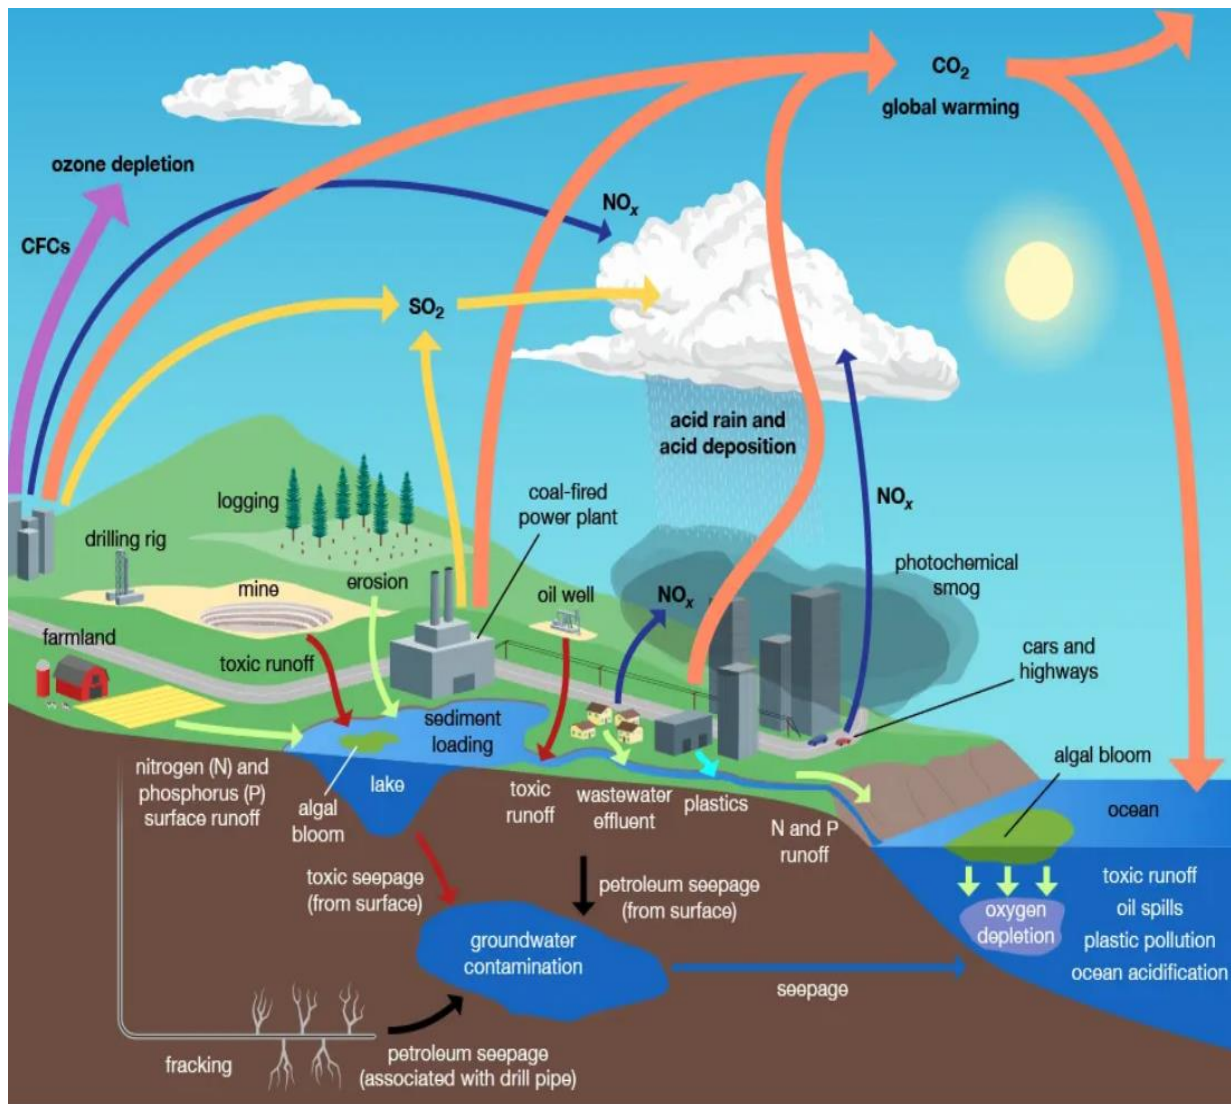 CO₂
global warming
ozone depletion
CFCs
NOₓ
SO₂
acid rain and
acid deposition
NOₓ
logging
coal-fired
power plant
drilling rig
erosion
oil well
photochemical
smog
mine
NOₓ
farmland
toxic runoff
cars and
highways
sediment
loading
algal bloom
nitrogen (N) and
phosphorus (P)
surface runoff
algal
bloom
lake
toxic
runoff
wastewater
effluent
plastics
N and P
runoff
ocean
toxic seepage
(from surface)
petroleum seepage
(from surface)
oxygen
depletion
toxic runoff
oil spills
plastic pollution
ocean acidification
groundwater
contamination
seepage
fracking
petroleum seepage
(associated with drill pipe)